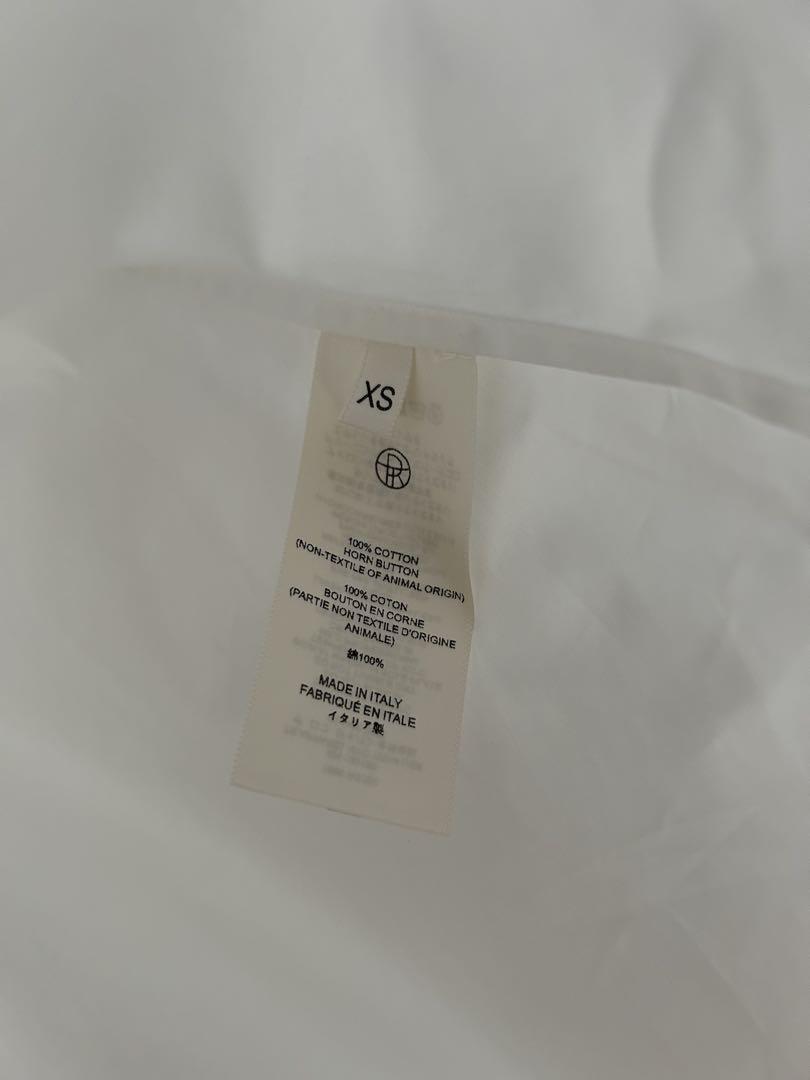 XS
100% COTTON
HORN BUTTON
(NON-TEXTILE OF ANIMAL ORIGIN)
100% COTON
BOUTON EN CORNE
(PARTIE NON TEXTILE D'ORIGINE
ANIMALE)
綿100%
MADE IN ITALY
FABRIQUÉ EN ITALE
イタリア製